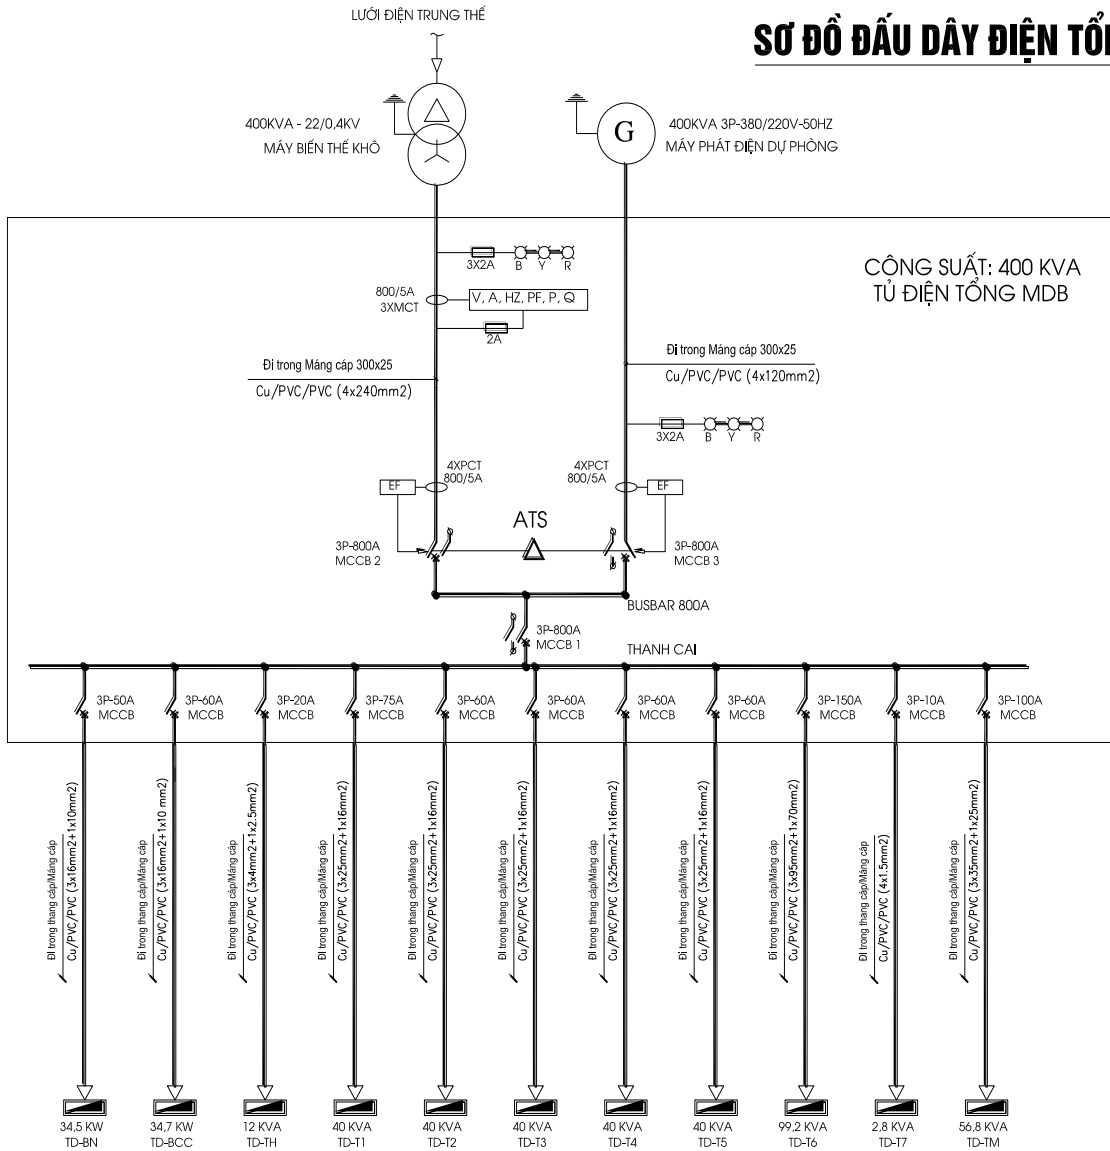 LƯỚI ĐIỆN TRUNG THẾ
SƠ ĐỒ ĐẤU DÂY ĐIỆN
400KVA - 22/0,4KV
MÁY BIẾN THẾ KHÔ
G
400KVA 3P-380/220V-50HZ
MÁY PHÁT ĐIỆN DỰ PHÒNG
CÔNG SUẤT: 400 KVA
TỦ ĐIỆN TỔNG MDB
3X2A B Y R
800/5A
3XMCT
V, A, HZ, PF, P, Q
2A
Đi trong Máng cáp 300x25
Cu/PVC/PVC (4x240mm2)
Đi trong Máng cáp 300x25
Cu/PVC/PVC (4x120mm2)
3X2A B Y R
EF
4XPCT
800/5A
4XPCT
800/5A
EF
ATS
3P-800A
MCCB 2
3P-800A
MCCB 3
BUSBAR 800A
3P-800A
MCCB 1
THANH CAI
3P-50A
MCCB
3P-60A
MCCB
3P-20A
MCCB
3P-75A
MCCB
3P-60A
MCCB
3P-60A
MCCB
3P-60A
MCCB
3P-60A
MCCB
3P-150A
MCCB
3P-10A
MCCB
3P-100A
MCCB
Đi trong thang cáp/Máng cáp
Cu/PVC/PVC (3x16mm2+1x10mm2)
Đi trong thang cáp/Máng cáp
Cu/PVC/PVC (3x16mm2+1x10 mm2)
Đi trong thang cáp/Máng cáp
Cu/PVC/PVC (3x4mm2+1x2.5mm2)
Đi trong thang cáp/Máng cáp
Cu/PVC/PVC (3x25mm2+1x16mm2)
Đi trong thang cáp/Máng cáp
Cu/PVC/PVC (3x25mm2+1x16mm2)
Đi trong thang cáp/Máng cáp
Cu/PVC/PVC (3x25mm2+1x16mm2)
Đi trong thang cáp/Máng cáp
Cu/PVC/PVC (3x25mm2+1x16mm2)
Đi trong thang cáp/Máng cáp
Cu/PVC/PVC (3x25mm2+1x16mm2)
Đi trong thang cáp/Máng cáp
Cu/PVC/PVC (3x95mm2+1x70mm2)
Đi trong thang cáp/Máng cáp
Cu/PVC/PVC (4x1.5mm2)
Đi trong thang cáp/Máng cáp
Cu/PVC/PVC (3x35mm2+1x25mm2)
34,5 KW
TD-BN
34,7 KW
TD-BCC
12 KVA
TD-TH
40 KVA
TD-T1
40 KVA
TD-T2
40 KVA
TD-T3
40 KVA
TD-T4
40 KVA
TD-T5
99,2 KVA
TD-T6
2,8 KVA
TD-T7
56,8 KVA
TD-TM